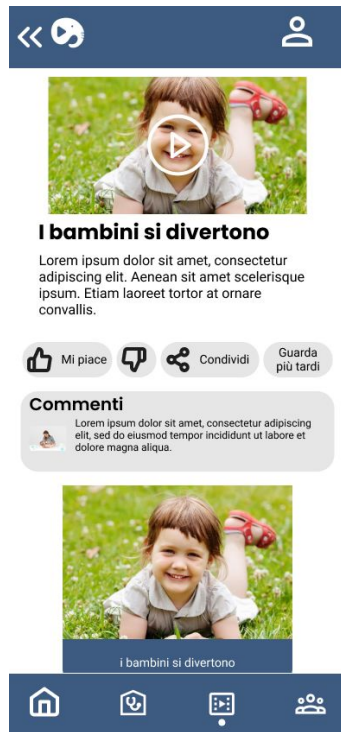 I bambini si divertono
Lorem ipsum dolor sit amet, consectetur
adipiscing elit. Aenean sit amet scelerisque
ipsum. Etiam laoreet tortor at ornare
convallis.
Mi piace
Condividi
Guarda
più tardi
Commenti
Lorem ipsum dolor sit amet, consectetur adipiscing
elit, sed do eiusmod tempor incididunt ut labore et
dolore magna aliqua.
i bambini si divertono